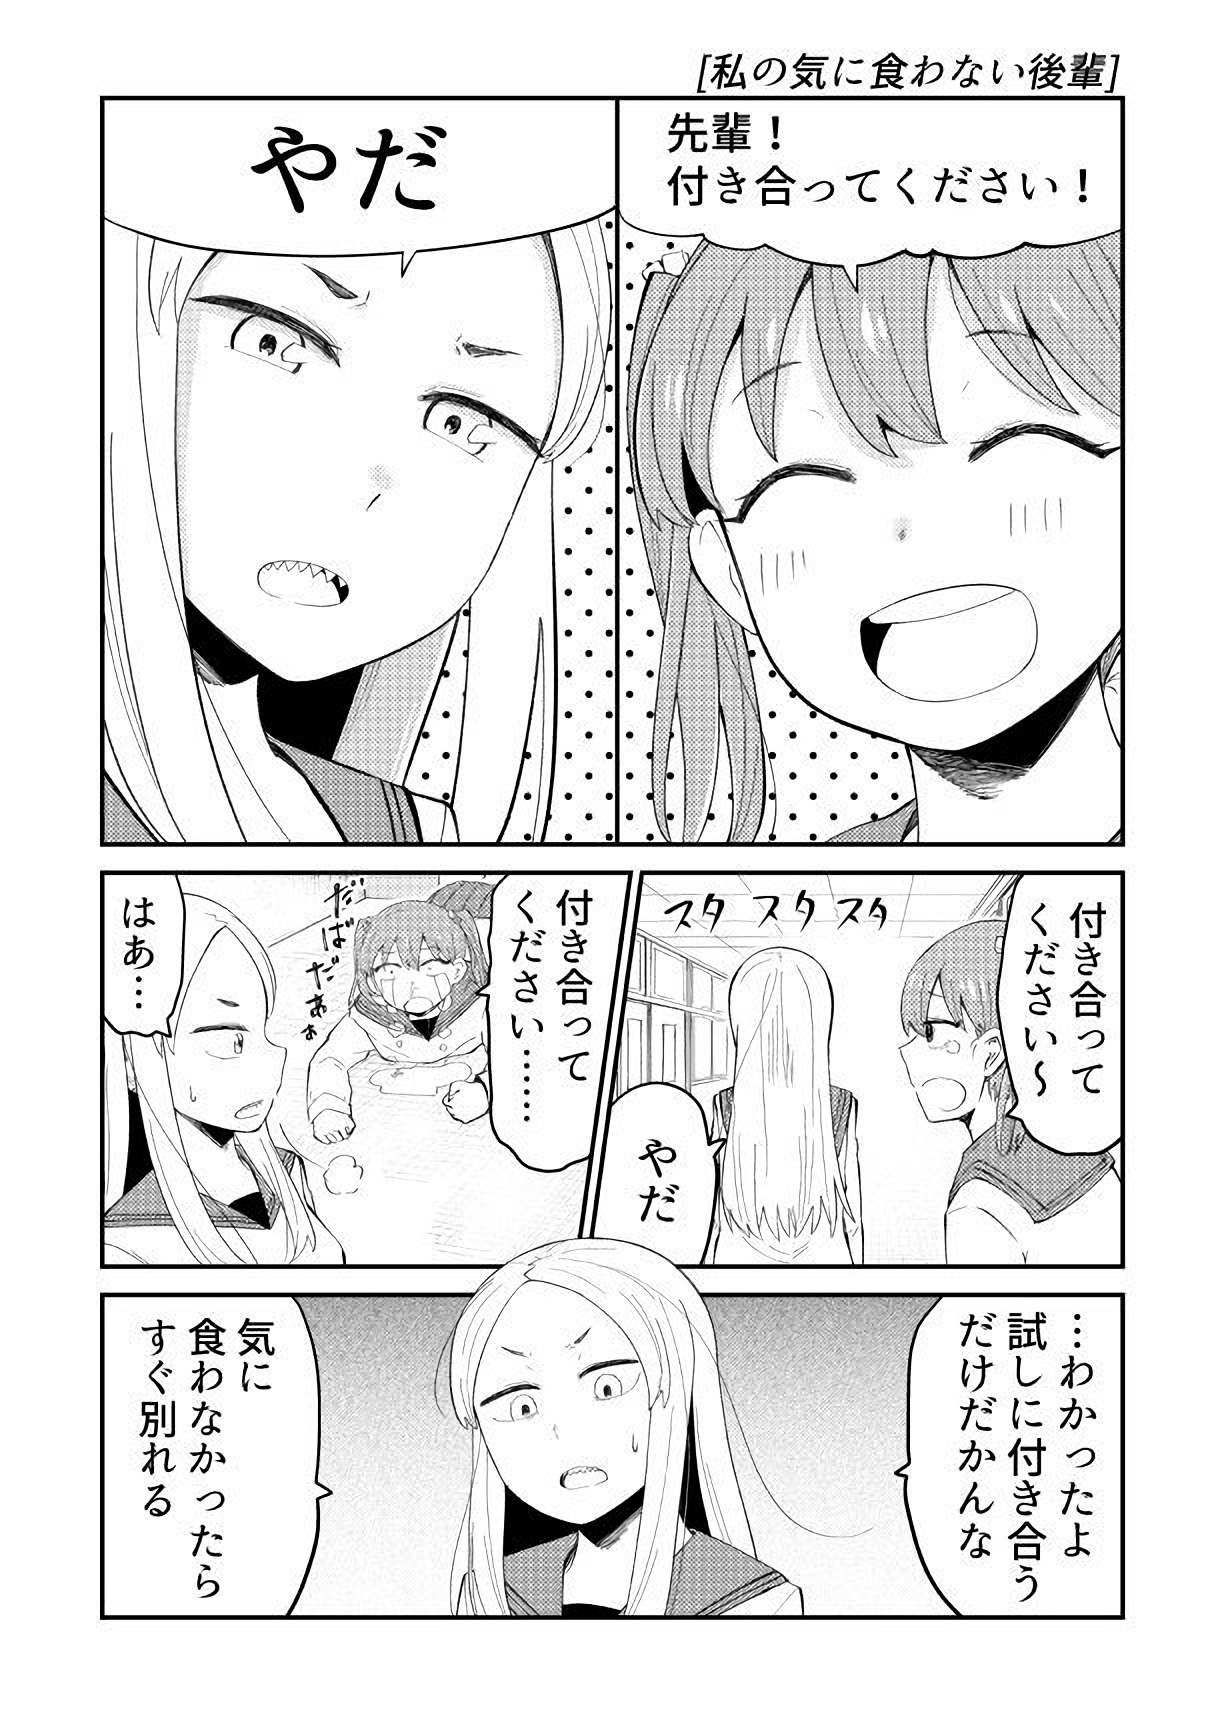 [私の気に食わない後輩]
先輩！
付き合ってください！
やだ
付き合って
ください〜
スタ スタ スタ
やだ
付き合って
ください………
だばだぁぁ
はあ…
…わかったよ
試しに付き合う
だけだかんな
気に
食わなかったら
すぐ別れる